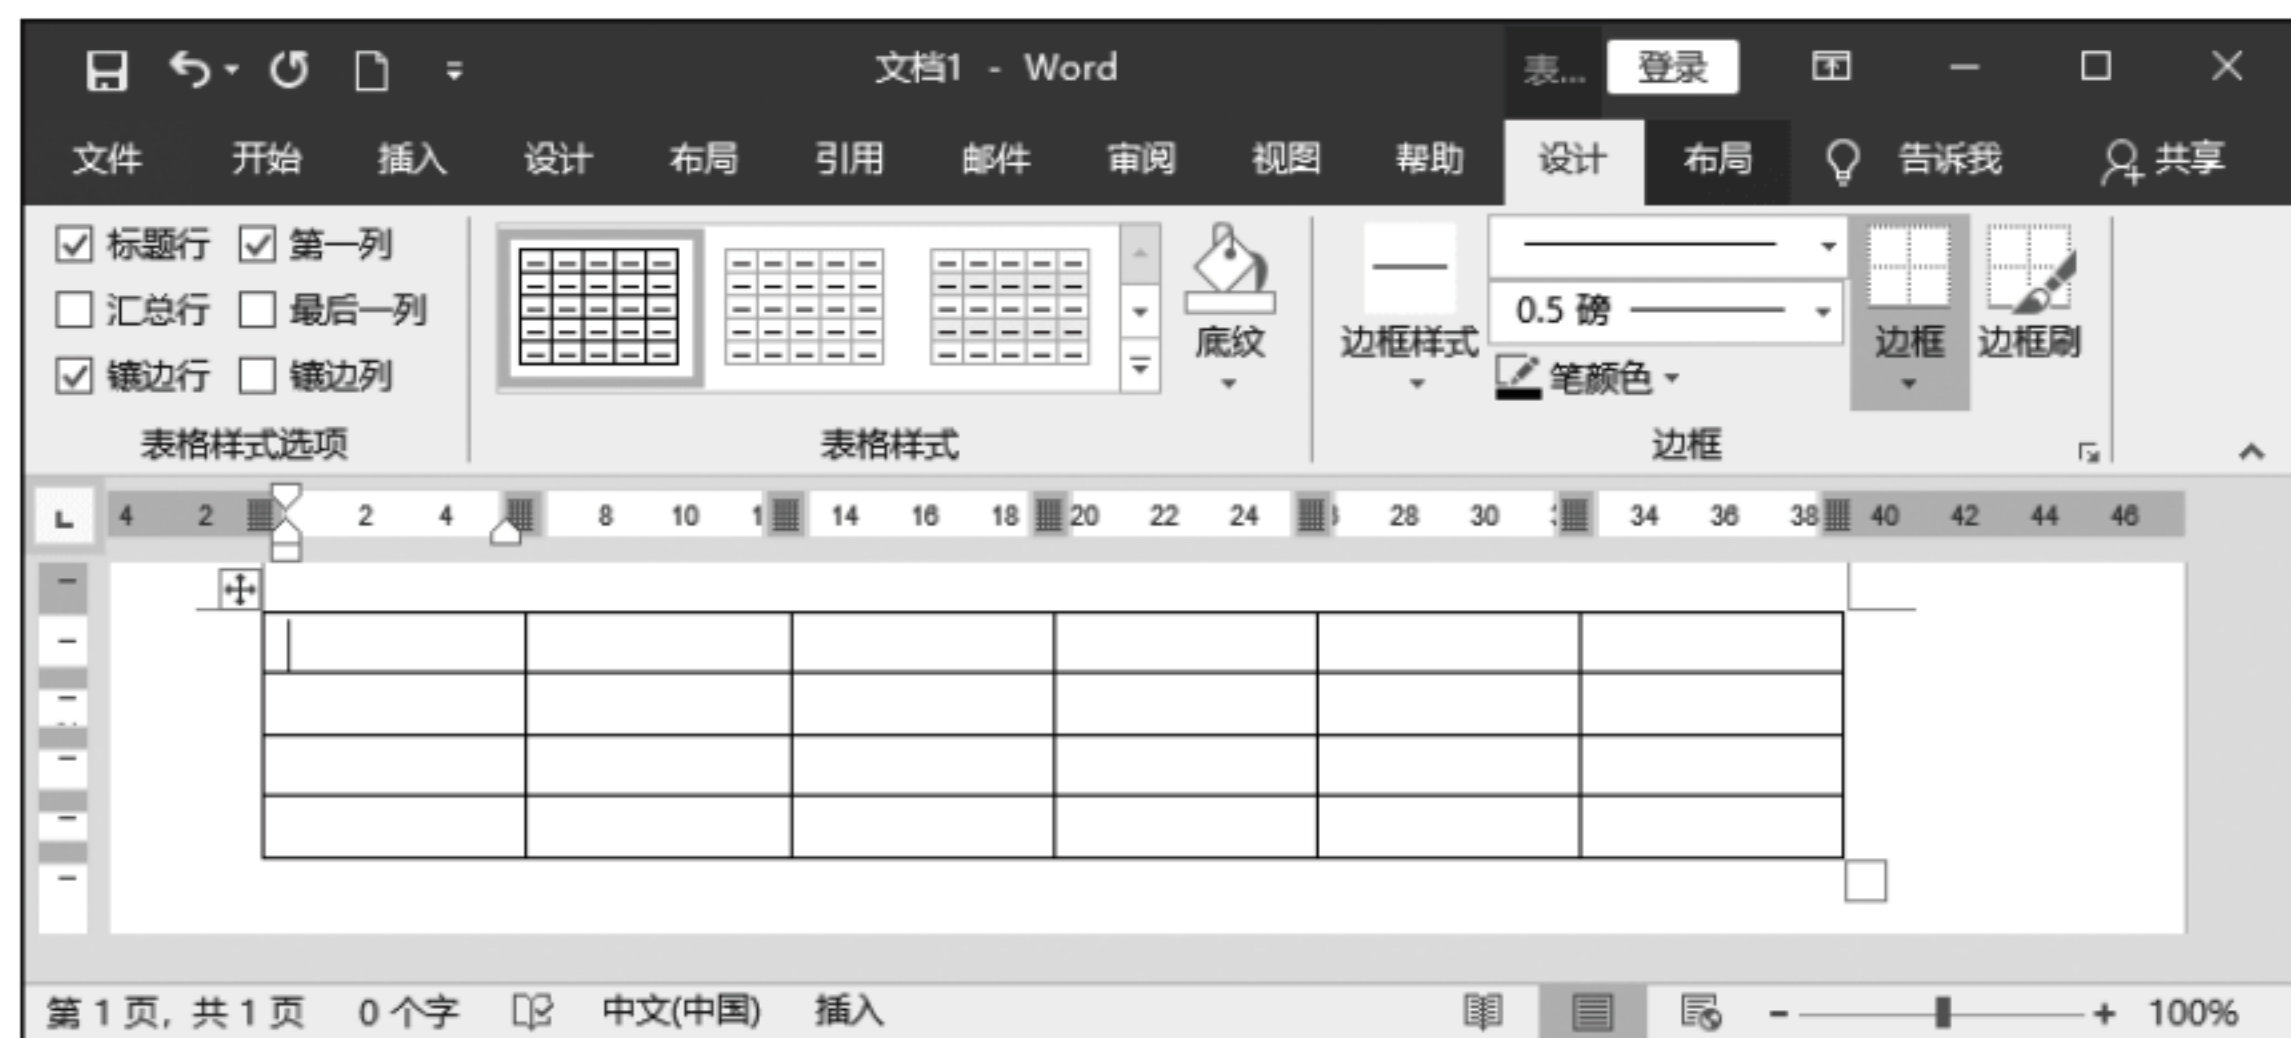 文档1 - Word 表... 登录
文件 开始 插入 设计 布局 引用 邮件 审阅 视图 帮助 设计 布局 告诉我 共享
标题行 第一列
汇总行 最后一列
镶边行 镶边列
表格样式选项
底纹
表格样式
边框样式
0.5 磅
笔颜色
边框
边框刷
边框
4 2 2 4 8 10 1 14 16 18 20 22 24 28 30 34 36 38 40 42 44 46
第 1 页, 共 1 页 0 个字 中文(中国) 插入 100%